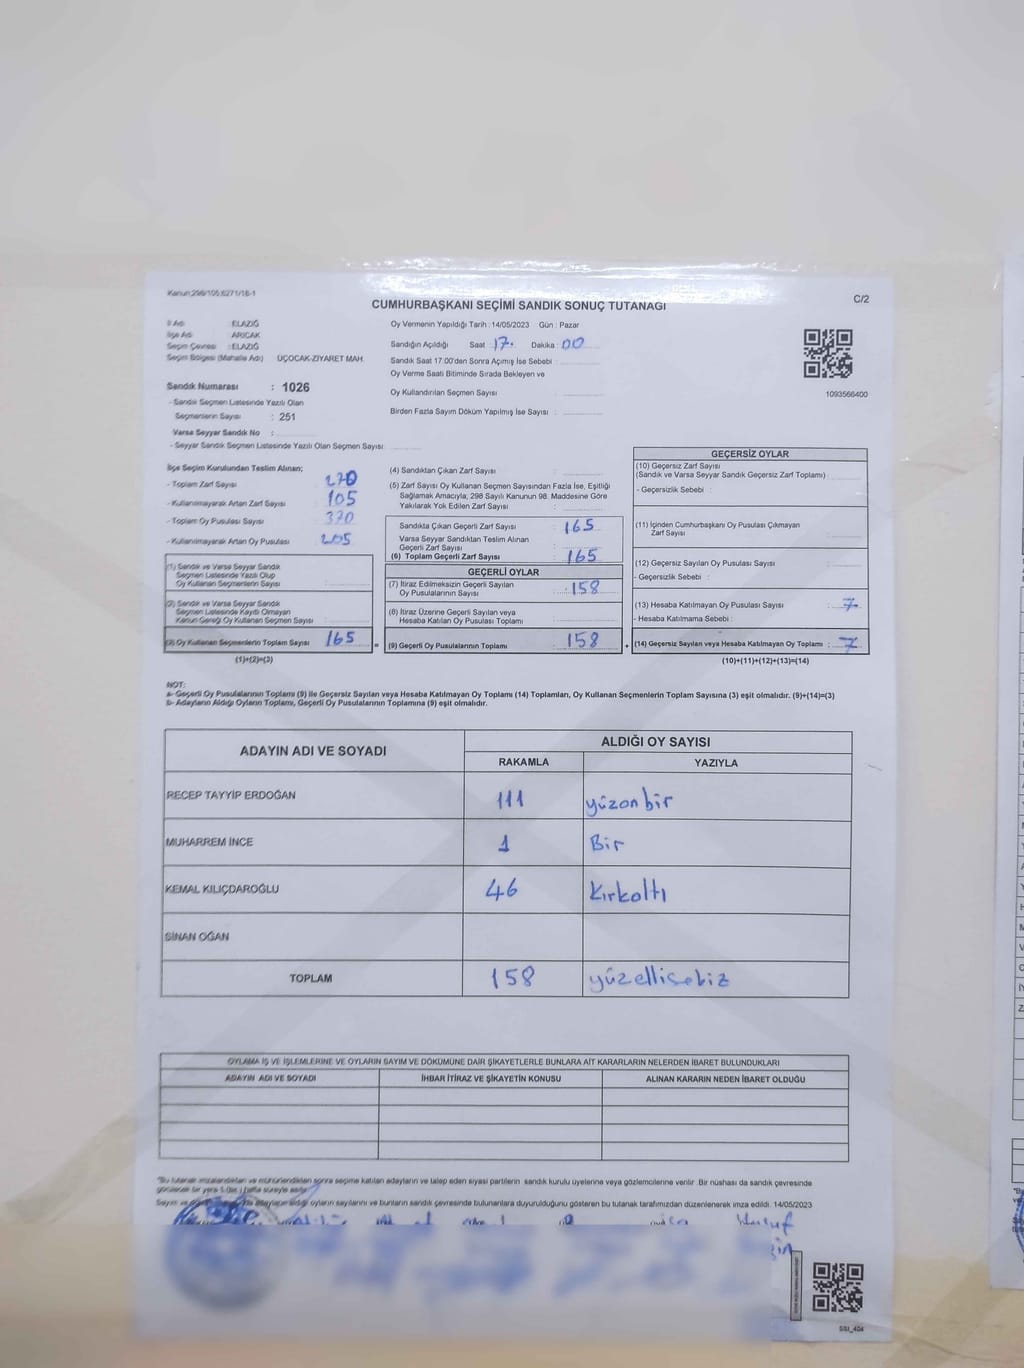 Kanun:298/105,6271/18-1
C/2
CUMHURBAŞKANI SEÇİMİ SANDIK SONUÇ TUTANAĞI
İl Adı : ELAZIĞ
İlçe Adı : ARICAK
Seçim Çevresi : ELAZIĞ
Seçim Bölgesi (Mahalle Adı) UÇOCAK-ZİYARET MAH.
Sandık Numarası : 1026
- Sandık Seçmen Listesinde Yazılı Olan
Seçmenlerin Sayısı : 251
Varsa Seyyar Sandık No :
- Seyyar Sandık Seçmen Listesinde Yazılı Olan Seçmen Sayısı:
Oy Vermenin Yapıldığı Tarih : 14/05/2023 Gün : Pazar
Sandığın Açıldığı Saat 17. Dakika : 00
Sandık Saat 17:00'den Sonra Açımış İse Sebebi :
Oy Verme Saati Bitiminde Sırada Bekleyen ve
Oy Kullandırılan Seçmen Sayısı :
Birden Fazla Sayım Döküm Yapılmış İse Sayısı :
1093566400
İlçe Seçim Kurulundan Teslim Alınan;
- Toplam Zarf Sayısı : 270
- Kullanılmayarak Artan Zarf Sayısı : 105
- Toplam Oy Pusulası Sayısı : 370
- Kullanılmayarak Artan Oy Pusulası : 205
(1) Sandık ve Varsa Seyyar Sandık
Seçmen Listesinde Yazılı Olup
Oy Kullanan Seçmenlerin Sayısı :
(2) Sandık ve Varsa Seyyar Sandık
Seçmen Listesinde Kayıtlı Olmayan
Kanun Gereği Oy Kullanan Seçmen Sayısı :
(3) Oy Kullanan Seçmenlerin Toplam Sayısı : 165
(1)+(2)=(3)
(4) Sandıktan Çıkan Zarf Sayısı :
(5) Zarf Sayısı Oy Kullanan Seçmen Sayısından Fazla İse, Eşitliği
Sağlamak Amacıyla; 298 Sayılı Kanunun 98. Maddesine Göre
Yakılarak Yok Edilen Zarf Sayısı :
Sandıkta Çıkan Geçerli Zarf Sayısı : 165
Varsa Seyyar Sandıktan Teslim Alınan
Geçerli Zarf Sayısı :
(6) Toplam Geçerli Zarf Sayısı : 165
GEÇERLİ OYLAR
(7) İtiraz Edilmeksizin Geçerli Sayılan
Oy Pusulalarının Sayısı : 158
(8) İtiraz Üzerine Geçerli Sayılan veya
Hesaba Katılan Oy Pusulası Toplamı :
= (9) Geçerli Oy Pusulalarının Toplamı : 158
GEÇERSİZ OYLAR
(10) Geçersiz Zarf Sayısı
(Sandık ve Varsa Seyyar Sandık Geçersiz Zarf Toplamı) :
- Geçersizlik Sebebi :
(11) İçinden Cumhurbaşkanı Oy Pusulası Çıkmayan
Zarf Sayısı :
(12) Geçersiz Sayılan Oy Pusulası Sayısı :
- Geçersizlik Sebebi :
(13) Hesaba Katılmayan Oy Pusulası Sayısı : 7
- Hesaba Katılmama Sebebi :
+ (14) Geçersiz Sayılan veya Hesaba Katılmayan Oy Toplamı : 7
(10)+(11)+(12)+(13)=(14)
NOT:
a- Geçerli Oy Pusulalarının Toplamı (9) ile Geçersiz Sayılan veya Hesaba Katılmayan Oy Toplamı (14) Toplamları, Oy Kullanan Seçmenlerin Toplam Sayısına (3) eşit olmalıdır. (9)+(14)=(3)
b- Adayların Aldığı Oyların Toplamı, Geçerli Oy Pusulalarının Toplamına (9) eşit olmalıdır.
ADAYIN ADI VE SOYADI
ALDIĞI OY SAYISI
RAKAMLA YAZIYLA
RECEP TAYYİP ERDOĞAN 111 yüzonbir
MUHARREM İNCE 1 Bir
KEMAL KILIÇDAROĞLU 46 Kırkaltı
SİNAN OĞAN
TOPLAM 158 yüzellisekiz
OYLAMA İŞ VE İŞLEMLERİNE VE OYLARIN SAYIM VE DÖKÜMÜNE DAİR ŞİKAYETLERLE BUNLARA AİT KARARLARIN NELERDEN İBARET BULUNDUKLARI
ADAYIN ADI VE SOYADI İHBAR İTİRAZ VE ŞİKAYETİN KONUSU ALINAN KARARIN NEDEN İBARET OLDUĞU
"Bu tutanak imzalandıktan ve mühürlendikten sonra seçime katılan adayların ve talep eden siyasi partilerin sandık kurulu üyelerine veya gözlemcilerine verilir. Bir nüshası da sandık çevresinde
görülecek bir yere 1 (bir) hafta süreyle asılır.
Sayım ve adayların aldığı oyların sayılarını ve bunların sandık çevresinde bulunanlara duyurulduğunu gösteren bu tutanak tarafımızdan düzenlenerek imza edildi. 14/05/2023
SSI_404